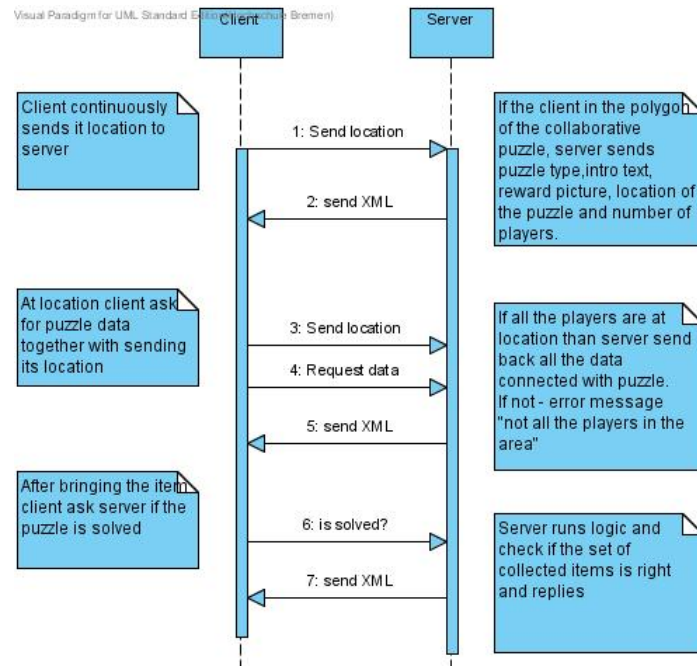 Visual Paradigm for UML Standard Edition(Hochschule Bremen)
Client
Server
Client continuously
sends it location to
server
1: Send location
If the client in the polygon
of the collaborative
puzzle, server sends
puzzle type,intro text,
reward picture, location of
the puzzle and number of
players.
2: send XML
At location client ask
for puzzle data
together with sending
its location
3: Send location
4: Request data
5: send XML
If all the players are at
location than server send
back all the data
connected with puzzle.
If not - error message
"not all the players in the
area"
After bringing the item
client ask server if the
puzzle is solved
6: is solved?
7: send XML
Server runs logic and
check if the set of
collected items is right
and replies